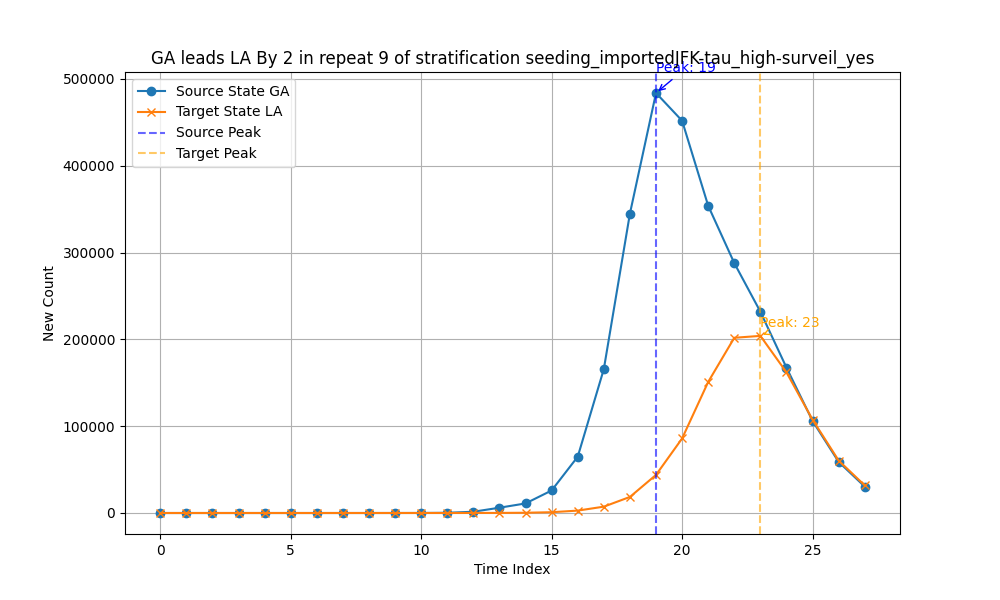 GA leads LA By 2 in repeat 9 of stratification seeding_importedJFK-tau_high-surveil_yes
Peak: 19
500000
400000
300000
200000
100000
0
New Count
Source State GA
Target State LA
Source Peak
Target Peak
Peak: 23
0 5 10 15 20 25
Time Index